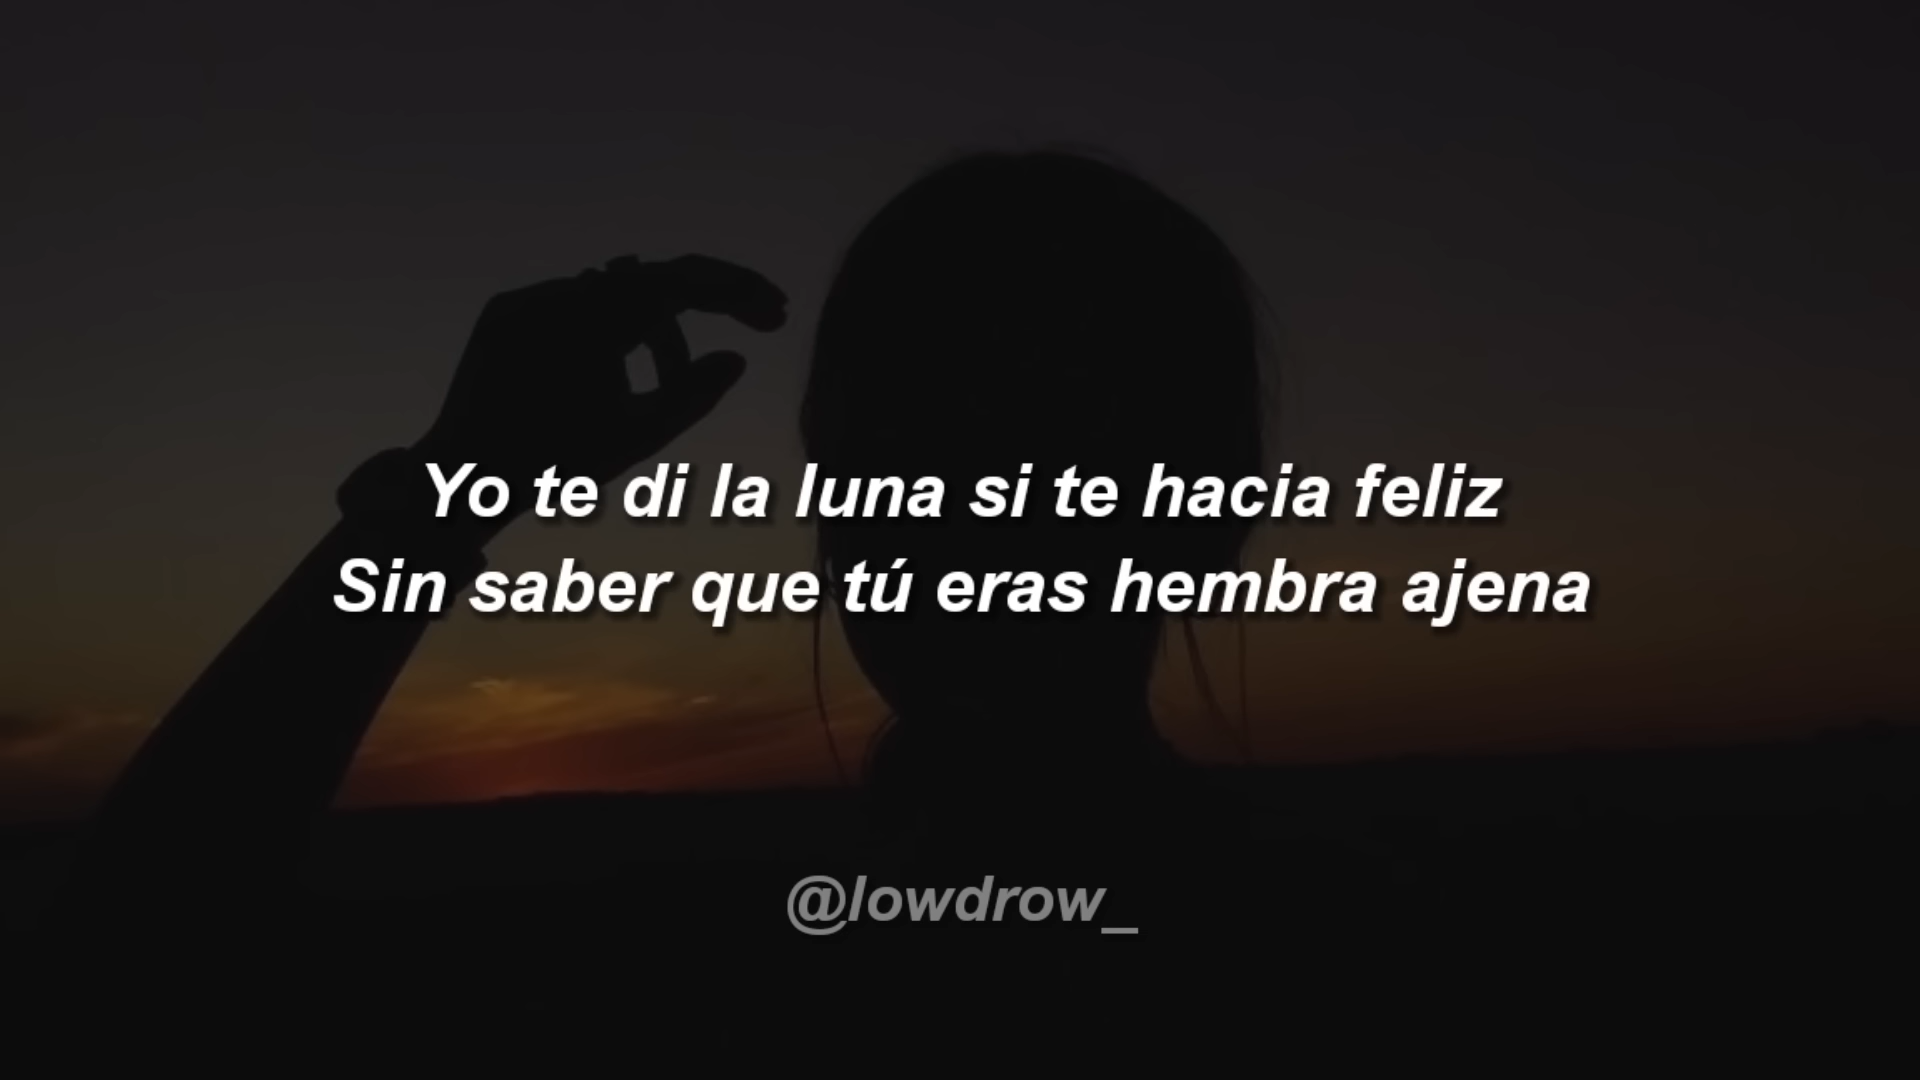 Yo te di la luna si te hacia feliz
Sin saber que tú eras hembra ajena
@lowdrow_